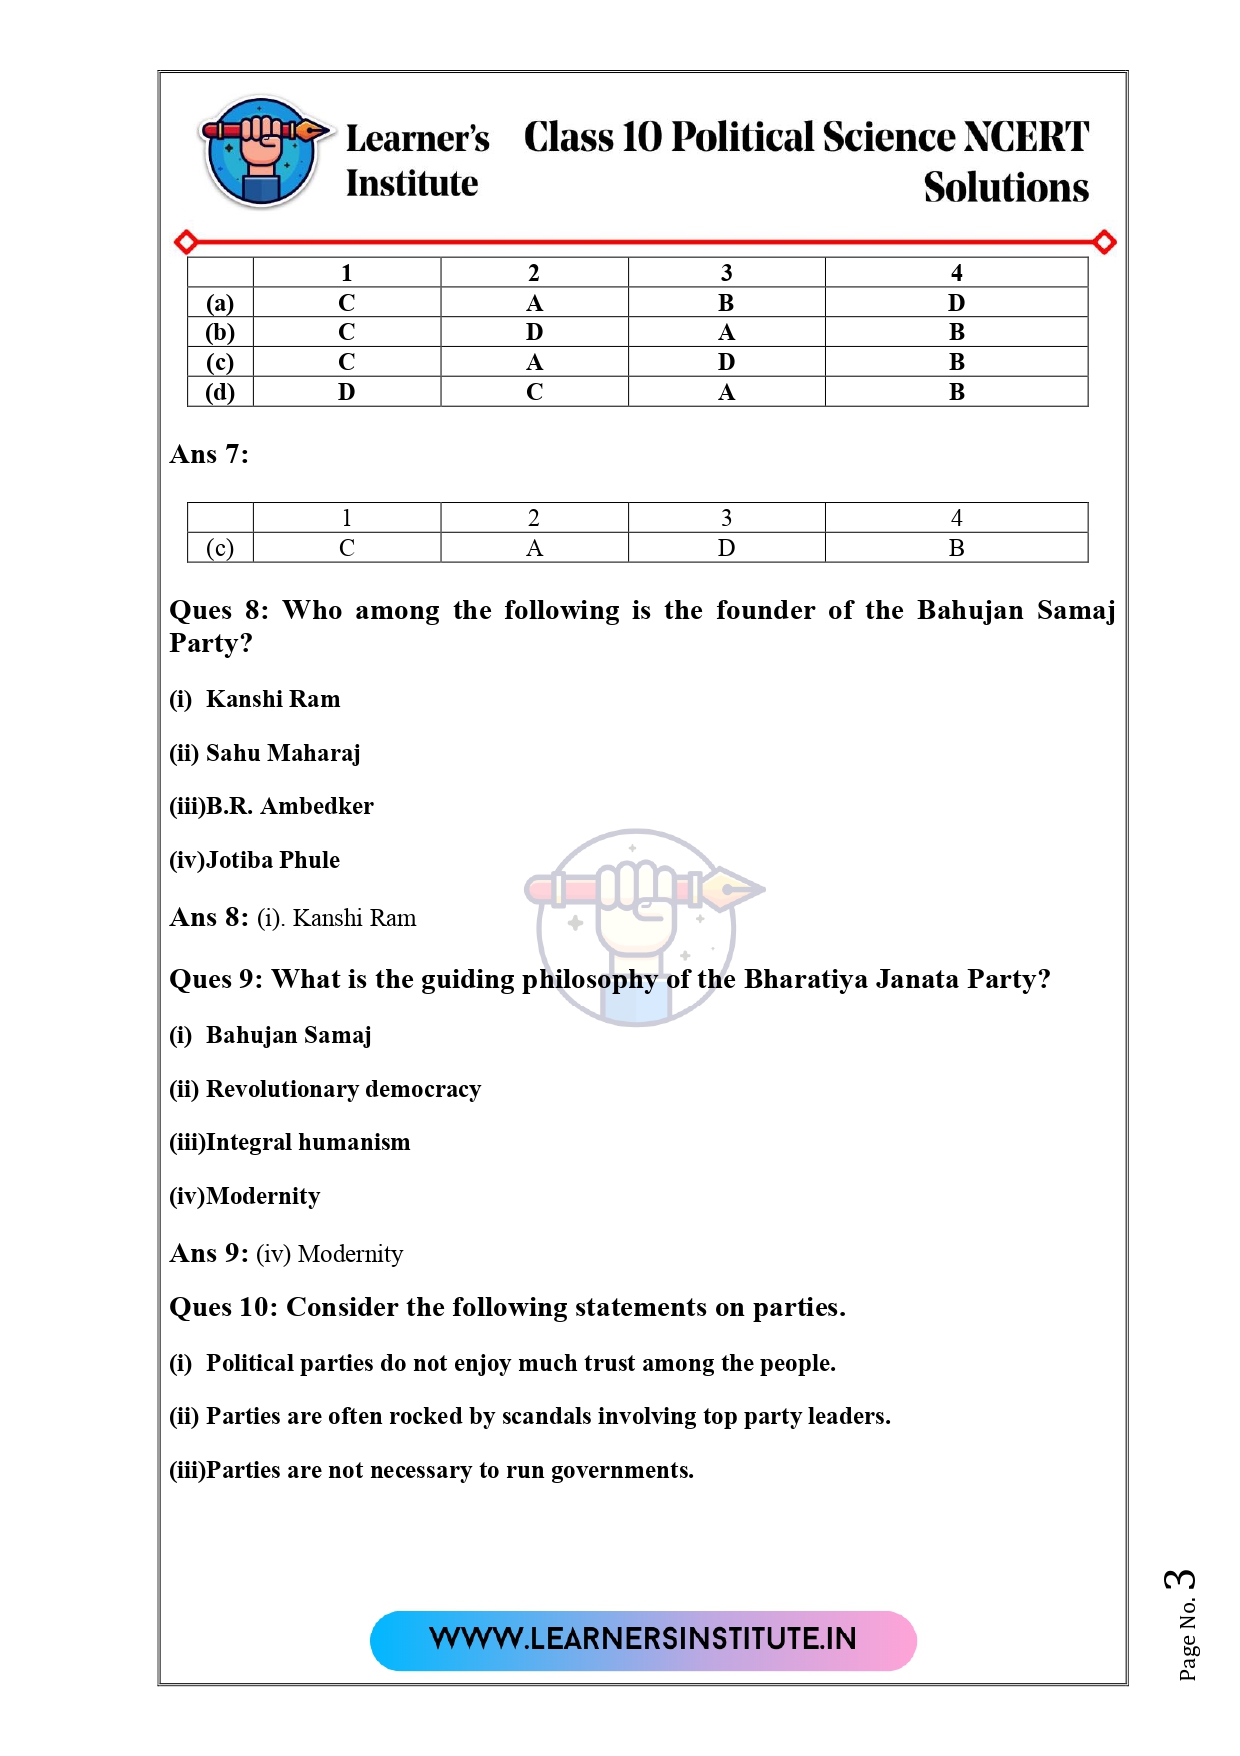 Learner's Class 10 Political Science NCERT
Institute Solutions
1 2 3 4
(a) C A B D
(b) C D A B
(c) C A D B
(d) D C A B
Ans 7:
1 2 3 4
(c) C A D B
Ques 8: Who among the following is the founder of the Bahujan Samaj
Party?
(i) Kanshi Ram
(ii) Sahu Maharaj
(iii)B.R. Ambedker
(iv)Jotiba Phule
Ans 8: (i). Kanshi Ram
Ques 9: What is the guiding philosophy of the Bharatiya Janata Party?
(i) Bahujan Samaj
(ii) Revolutionary democracy
(iii)Integral humanism
(iv)Modernity
Ans 9: (iv) Modernity
Ques 10: Consider the following statements on parties.
(i) Political parties do not enjoy much trust among the people.
(ii) Parties are often rocked by scandals involving top party leaders.
(iii)Parties are not necessary to run governments.
WWW.LEARNERSINSTITUTE.IN
Page No. 3